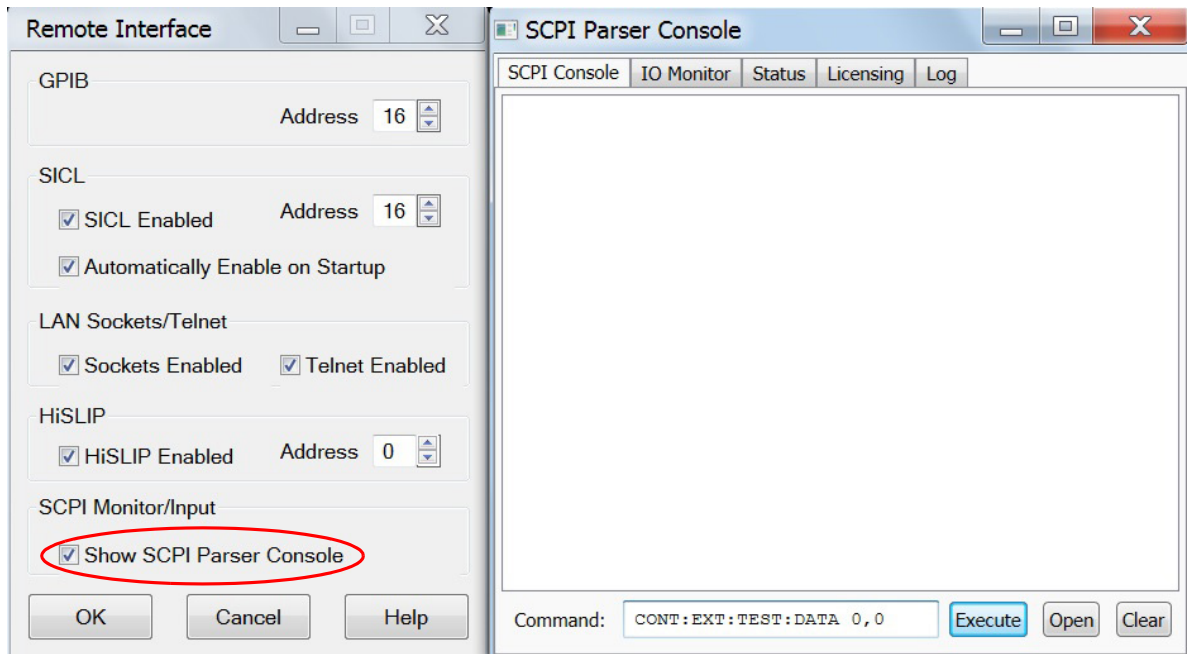 Remote Interface
GPIB
Address 16
SICL
SICL Enabled Address 16
Automatically Enable on Startup
LAN Sockets/Telnet
Sockets Enabled Telnet Enabled
HiSLIP
HiSLIP Enabled Address 0
SCPI Monitor/Input
Show SCPI Parser Console
OK Cancel Help
SCPI Parser Console
SCPI Console IO Monitor Status Licensing Log
Command: CONT:EXT:TEST:DATA 0,0 Execute Open Clear